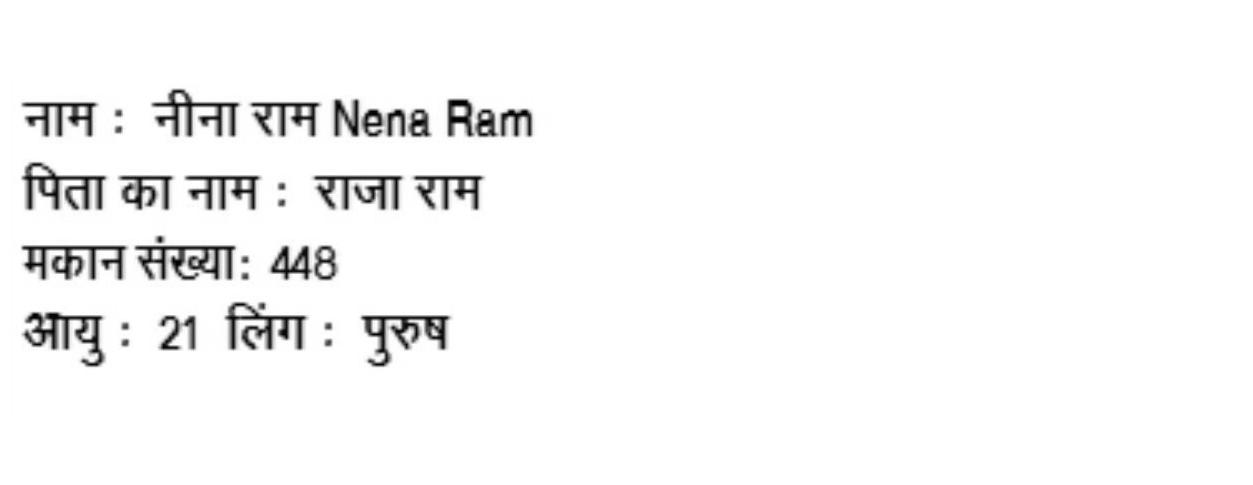 नाम : नीना राम Nena Ram
पिता का नाम : राजा राम
मकान संख्या: 448
आयु : 21 लिंग : पुरुष